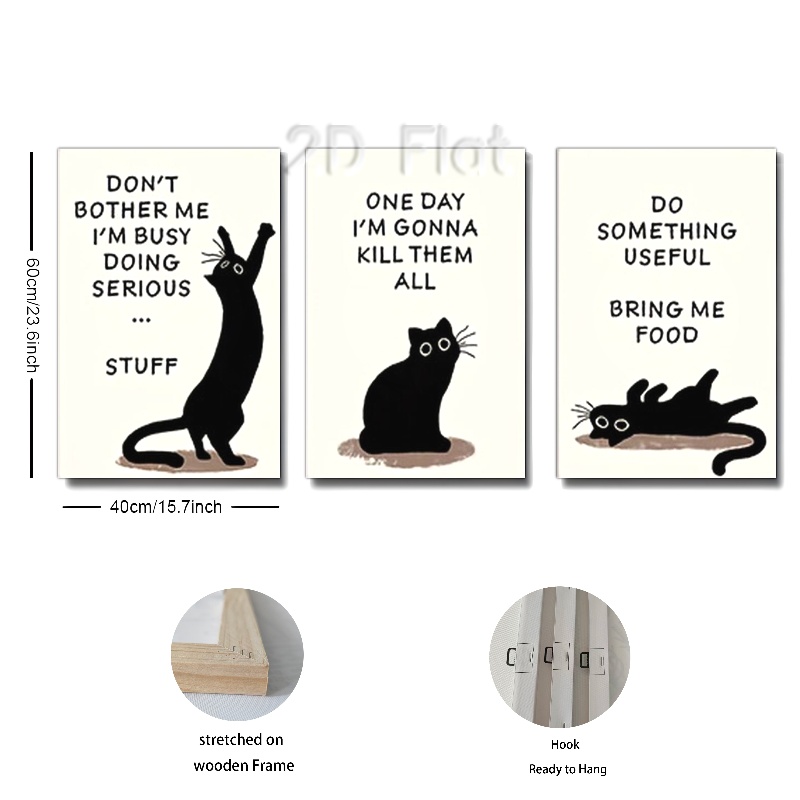 2D Flat
DON'T
BOTHER ME
I'M BUSY
DOING
SERIOUS
...
STUFF
ONE DAY
I'M GONNA
KILL THEM
ALL
DO
SOMETHING
USEFUL
BRING ME
FOOD
60cm/23.6inch
40cm/15.7inch
stretched on
wooden Frame
Hook
Ready to Hang